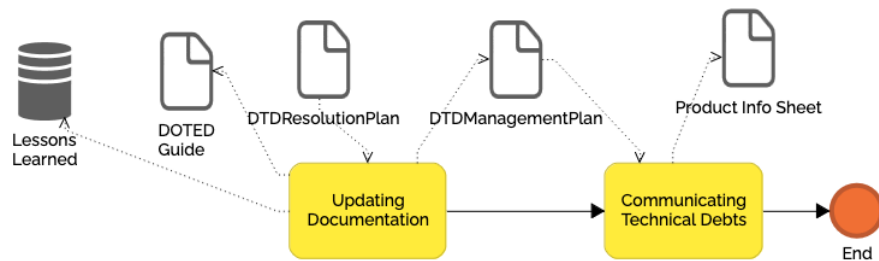 Lessons
Learned
DOTED
Guide
DTDResolutionPlan
DTDManagementPlan
Product Info Sheet
Updating
Documentation
Communicating
Technical Debts
End